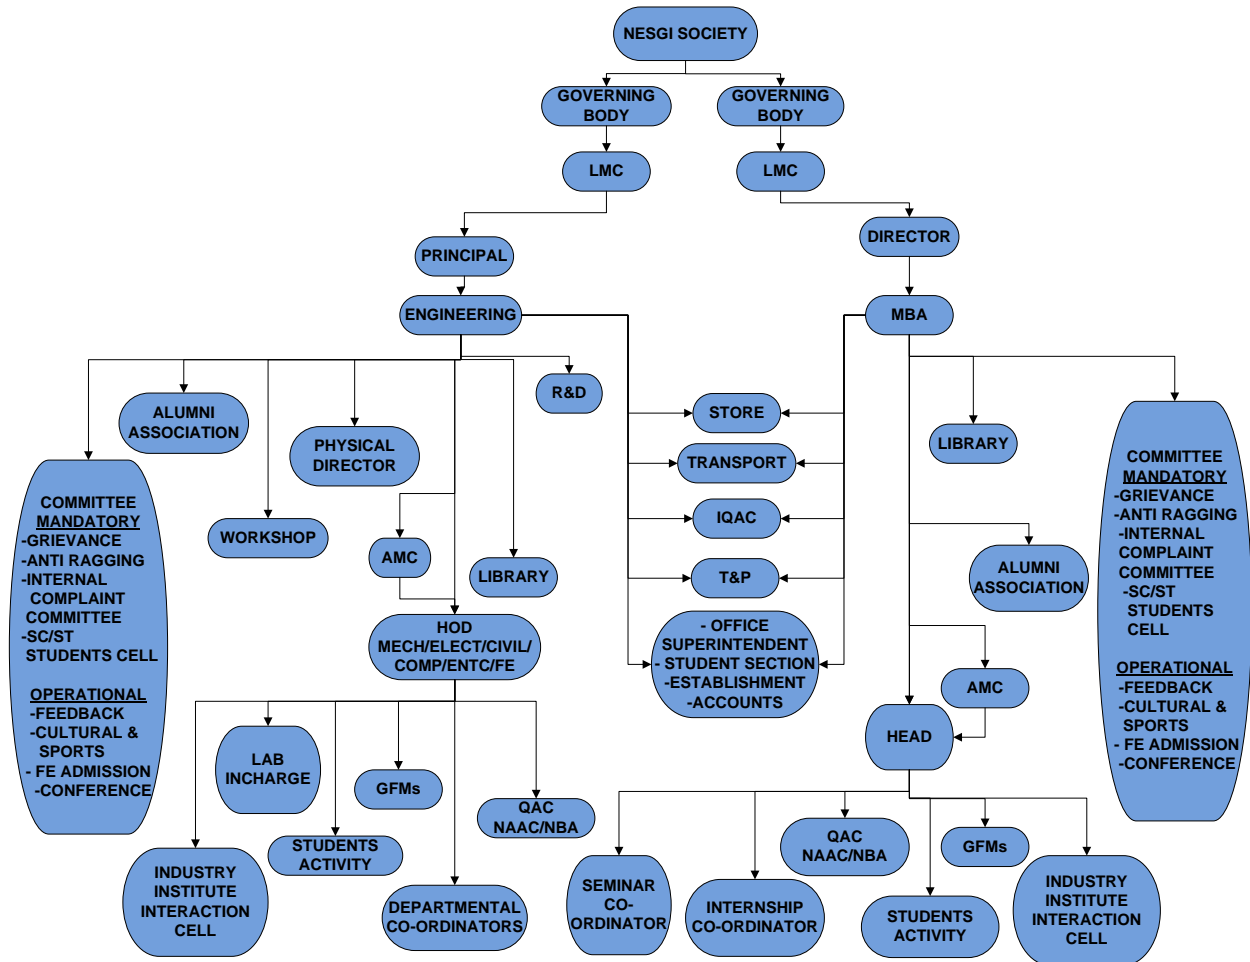 NESGI SOCIETY
GOVERNING
BODY
GOVERNING
BODY
LMC
LMC
PRINCIPAL
DIRECTOR
ENGINEERING
MBA
R&D
ALUMNI
ASSOCIATION
PHYSICAL
DIRECTOR
STORE
LIBRARY
TRANSPORT
COMMITTEE
MANDATORY
-GRIEVANCE
-ANTI RAGGING
-INTERNAL
COMPLAINT
COMMITTEE
-SC/ST
STUDENTS CELL
OPERATIONAL
-FEEDBACK
-CULTURAL &
SPORTS
- FE ADMISSION
-CONFERENCE
WORKSHOP
AMC
LIBRARY
IQAC
T&P
ALUMNI
ASSOCIATION
COMMITTEE
MANDATORY
-GRIEVANCE
-ANTI RAGGING
-INTERNAL
COMPLAINT
COMMITTEE
-SC/ST
STUDENTS
CELL
OPERATIONAL
-FEEDBACK
-CULTURAL &
SPORTS
- FE ADMISSION
-CONFERENCE
HOD
MECH/ELECT/CIVIL/
COMP/ENTC/FE
- OFFICE
SUPERINTENDENT
- STUDENT SECTION
-ESTABLISHMENT
-ACCOUNTS
AMC
HEAD
LAB
INCHARGE
GFMs
QAC
NAAC/NBA
STUDENTS
ACTIVITY
INDUSTRY
INSTITUTE
INTERACTION
CELL
DEPARTMENTAL
CO-ORDINATORS
QAC
NAAC/NBA
GFMs
SEMINAR
CO-
ORDINATOR
INTERNSHIP
CO-ORDINATOR
STUDENTS
ACTIVITY
INDUSTRY
INSTITUTE
INTERACTION
CELL